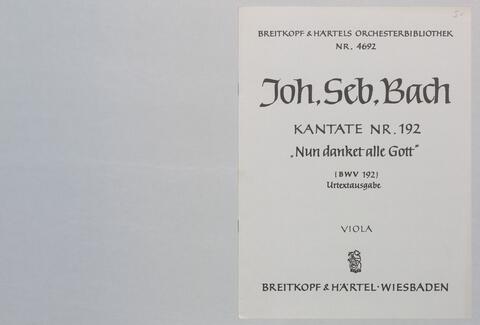 BREITKOPF & HÄRTELS ORCHESTERBIBLIOTHEK
NR. 4692
Joh. Seb. Bach
KANTATE NR. 192
„Nun danket alle Gott“
(BWV 192)
Urtextausgabe
VIOLA
BREITKOPF & HÄRTEL · WIESBADEN